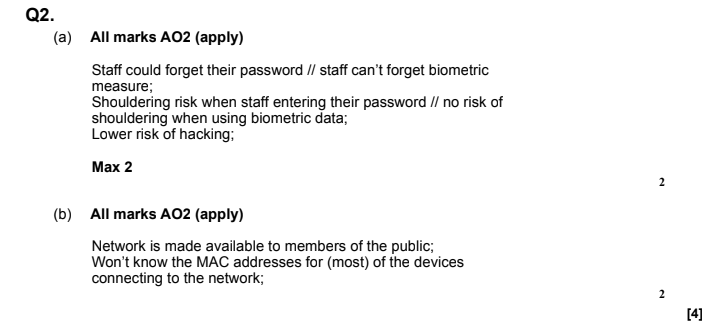 Q2.
(a) All marks AO2 (apply)
Staff could forget their password // staff can't forget biometric
measure;
Shouldering risk when staff entering their password // no risk of
shouldering when using biometric data;
Lower risk of hacking;
Max 2
2
(b) All marks AO2 (apply)
Network is made available to members of the public;
Won't know the MAC addresses for (most) of the devices
connecting to the network;
2
[4]